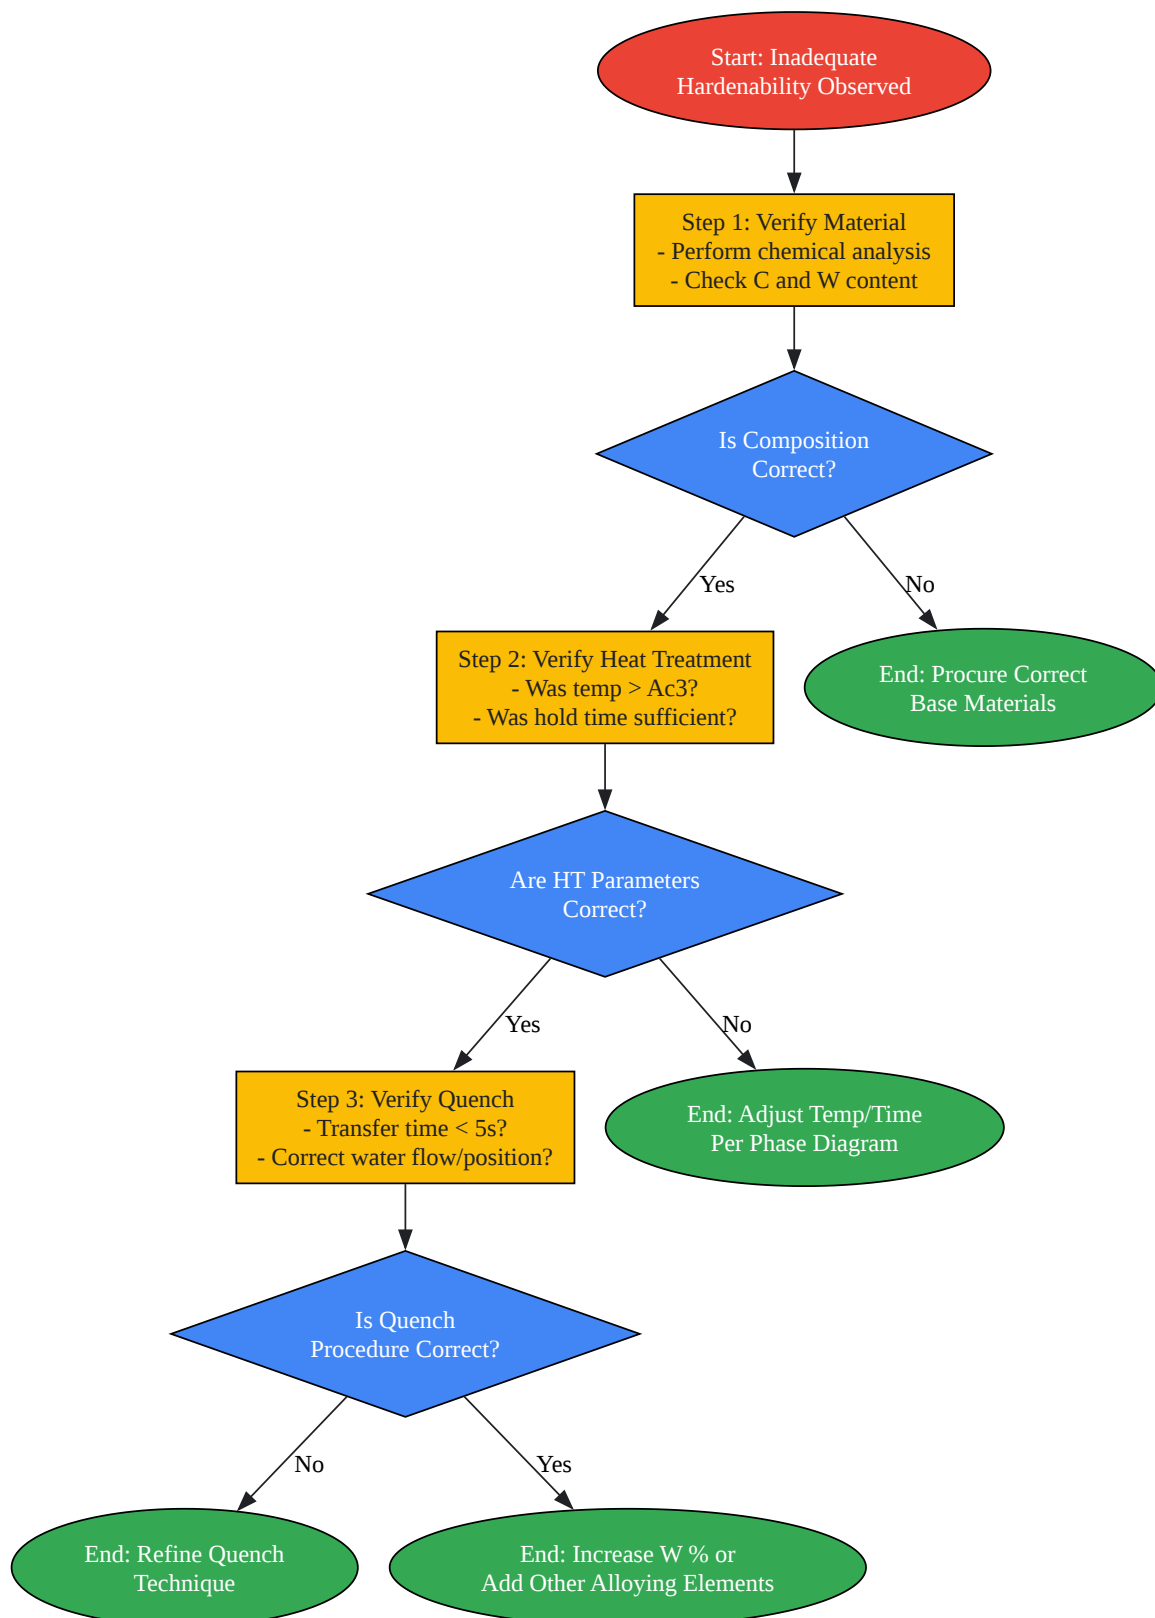 Start: Inadequate
Hardenability Observed
Step 1: Verify Material
- Perform chemical analysis
- Check C and W content
Is Composition
Correct?
Yes
No
Step 2: Verify Heat Treatment
- Was temp > Ac3?
- Was hold time sufficient?
End: Procure Correct
Base Materials
Are HT Parameters
Correct?
Yes
No
Step 3: Verify Quench
- Transfer time < 5s?
- Correct water flow/position?
End: Adjust Temp/Time
Per Phase Diagram
Is Quench
Procedure Correct?
No
Yes
End: Refine Quench
Technique
End: Increase W % or
Add Other Alloying Elements